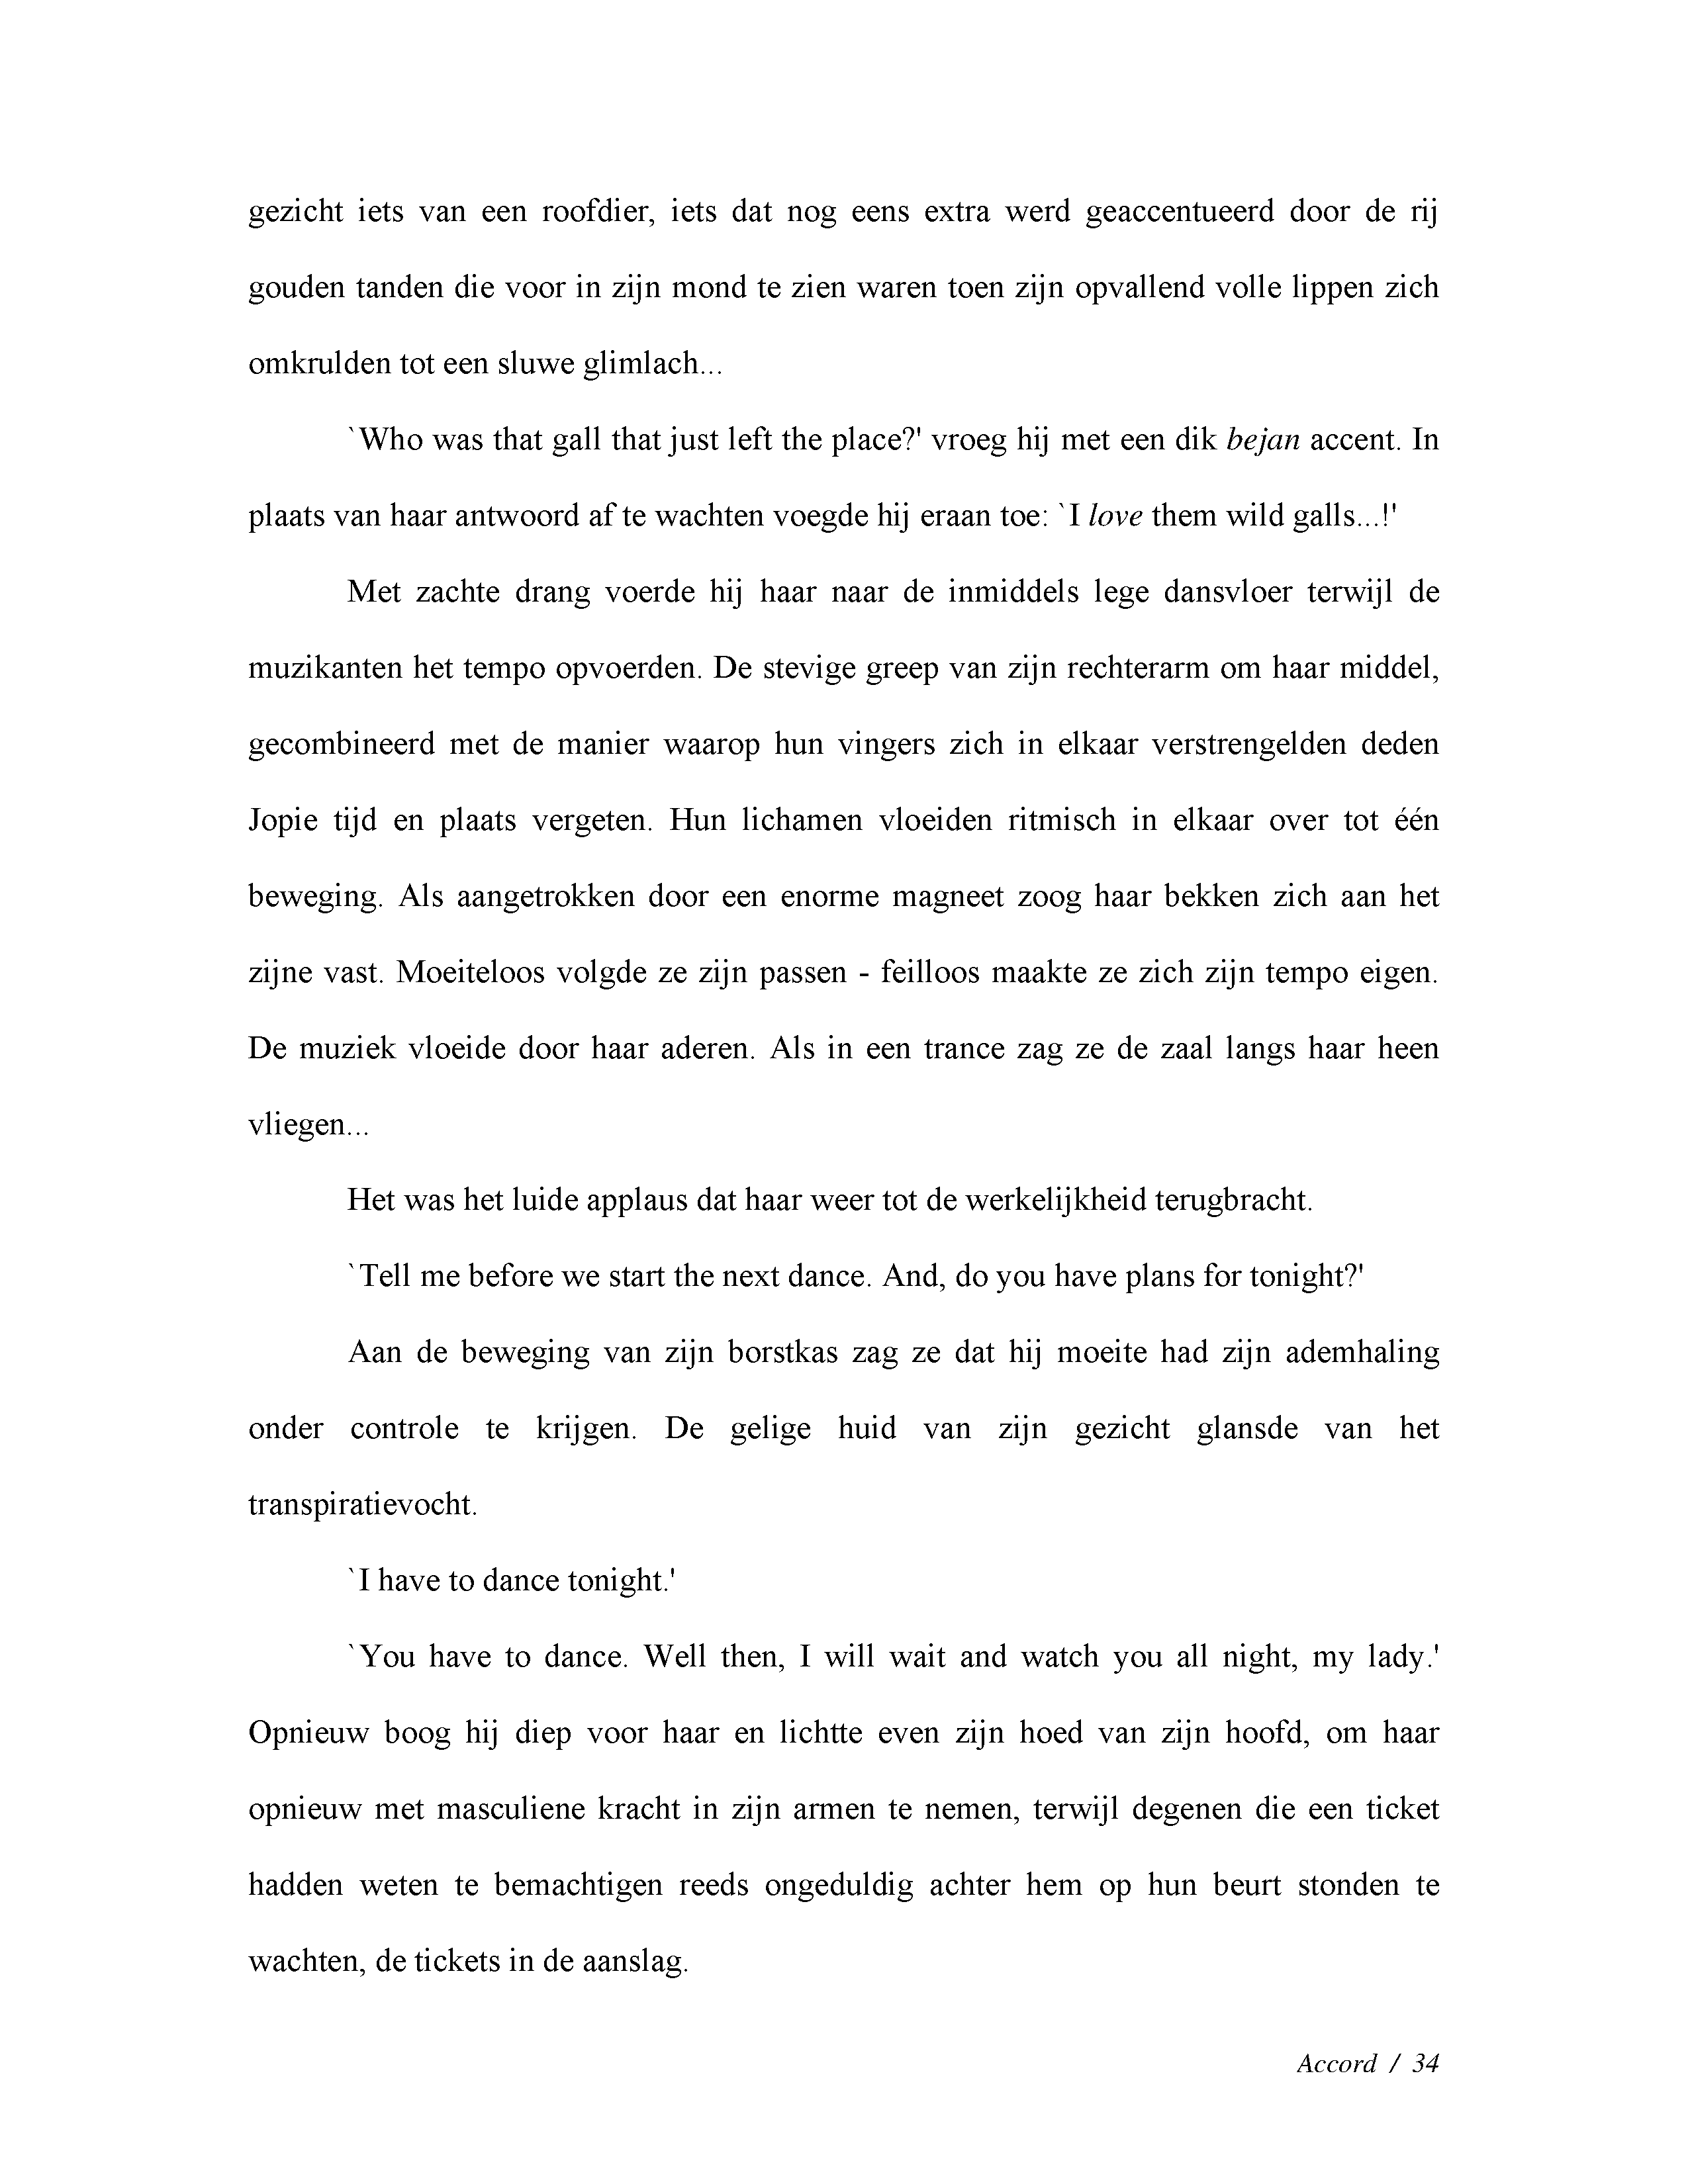 gezicht iets van een roofdier, iets dat nog eens extra werd geaccentueerd door de rij
gouden tanden die voor in zijn mond te zien waren toen zijn opvallend volle lippen zich
omkrulden tot een sluwe glimlach...
`Who was that gall that just left the place?' vroeg hij met een dik bejan accent. In
plaats van haar antwoord af te wachten voegde hij eraan toe: `I love them wild galls...!'
Met zachte drang voerde hij haar naar de inmiddels lege dansvloer terwijl de
muzikanten het tempo opvoerden. De stevige greep van zijn rechterarm om haar middel,
gecombineerd met de manier waarop hun vingers zich in elkaar verstrengelden deden
Jopie tijd en plaats vergeten. Hun lichamen vloeiden ritmisch in elkaar over tot één
beweging. Als aangetrokken door een enorme magneet zoog haar bekken zich aan het
zijne vast. Moeiteloos volgde ze zijn passen - feilloos maakte ze zich zijn tempo eigen.
De muziek vloeide door haar aderen. Als in een trance zag ze de zaal langs haar heen
vliegen...
Het was het luide applaus dat haar weer tot de werkelijkheid terugbracht.
`Tell me before we start the next dance. And, do you have plans for tonight?'
Aan de beweging van zijn borstkas zag ze dat hij moeite had zijn ademhaling
onder controle te krijgen. De gelige huid van zijn gezicht glansde van het
transpiratievocht.
`I have to dance tonight.'
`You have to dance. Well then, I will wait and watch you all night, my lady.'
Opnieuw boog hij diep voor haar en lichtte even zijn hoed van zijn hoofd, om haar
opnieuw met masculiene kracht in zijn armen te nemen, terwijl degenen die een ticket
hadden weten te bemachtigen reeds ongeduldig achter hem op hun beurt stonden te
wachten, de tickets in de aanslag.
Accord / 34